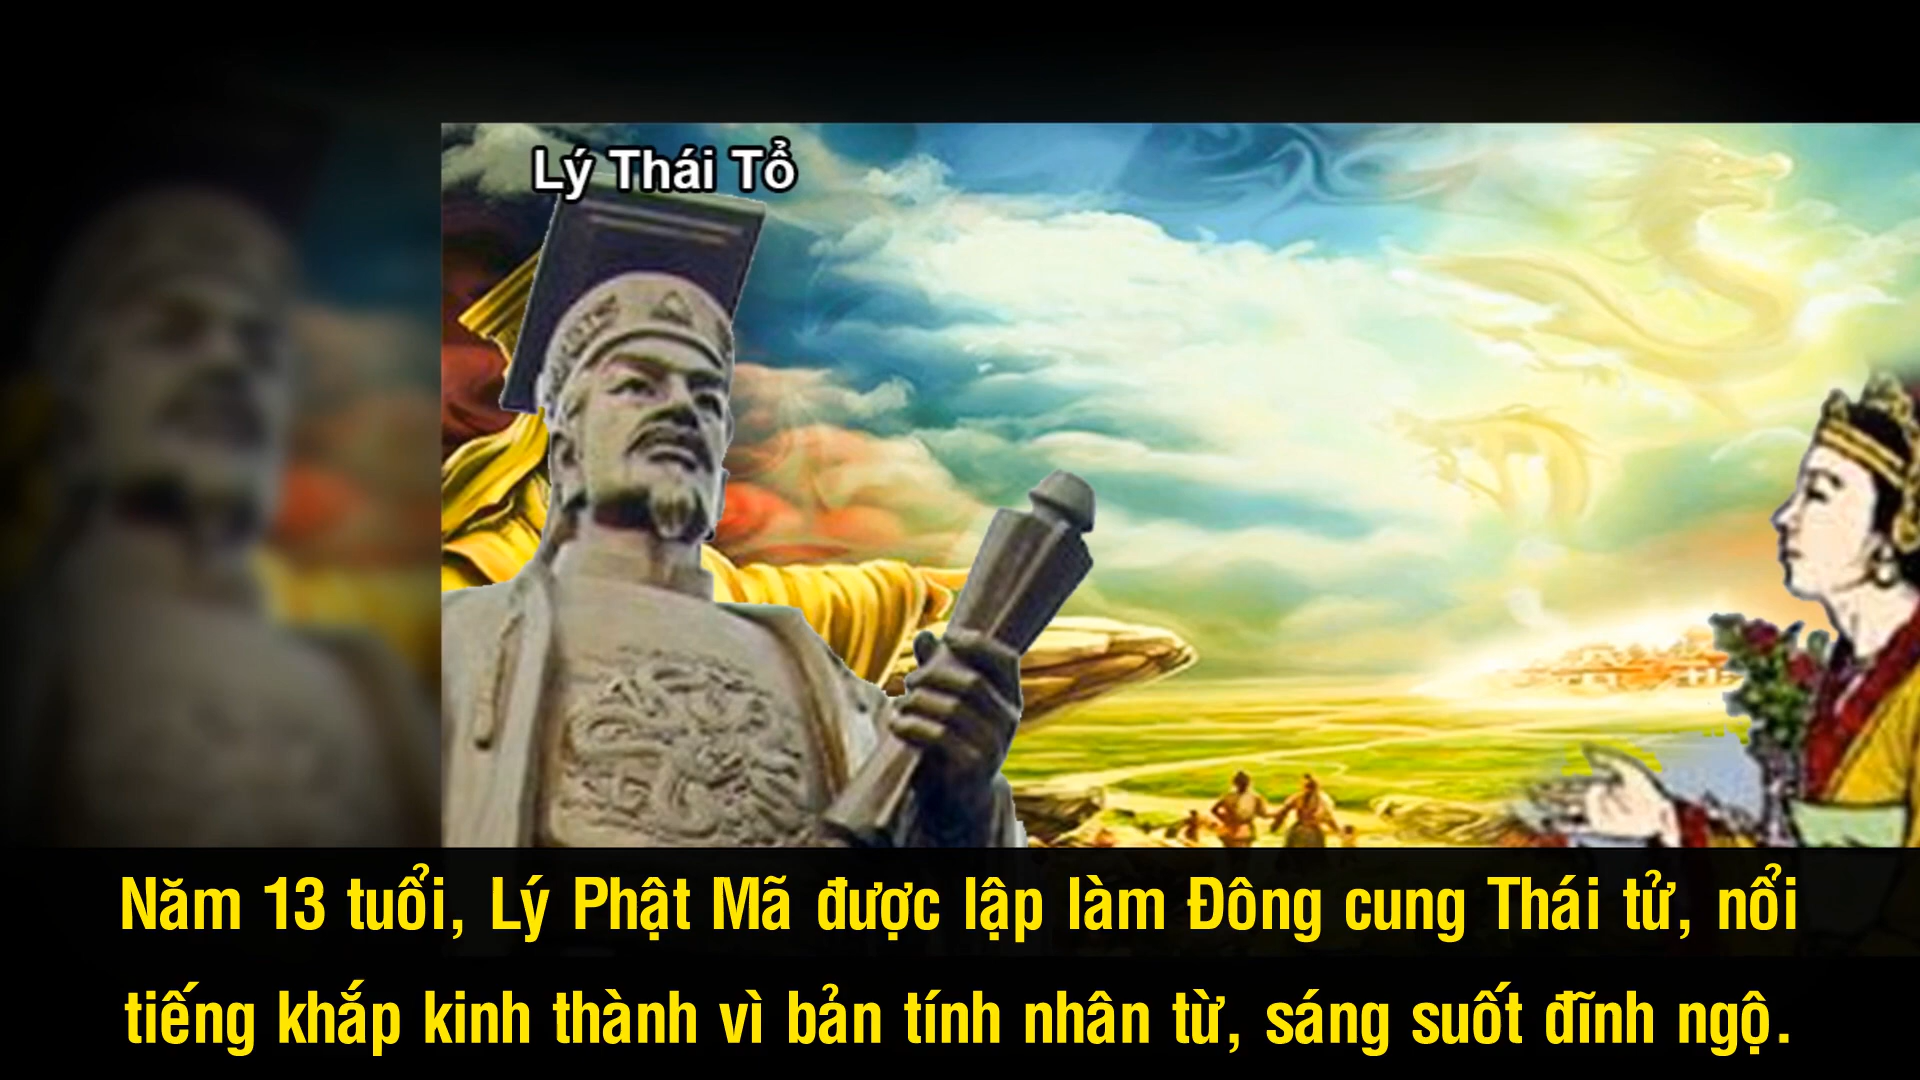 Lý Thái Tổ
Năm 13 tuổi, Lý Phật Mã được lập làm Đông cung Thái tử, nổi
tiếng khắp kinh thành vì bản tính nhân từ, sáng suốt đĩnh ngộ.